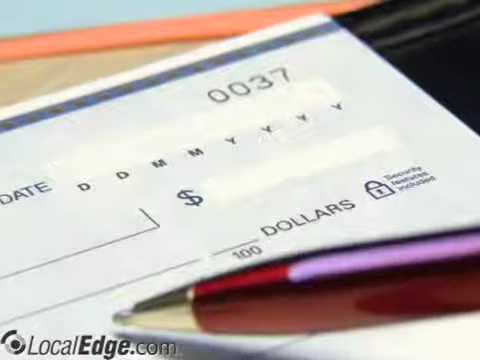 0037
DATE D D M M Y Y Y Y
$
Security
features
included
DOLLARS
100
LocalEdge.com